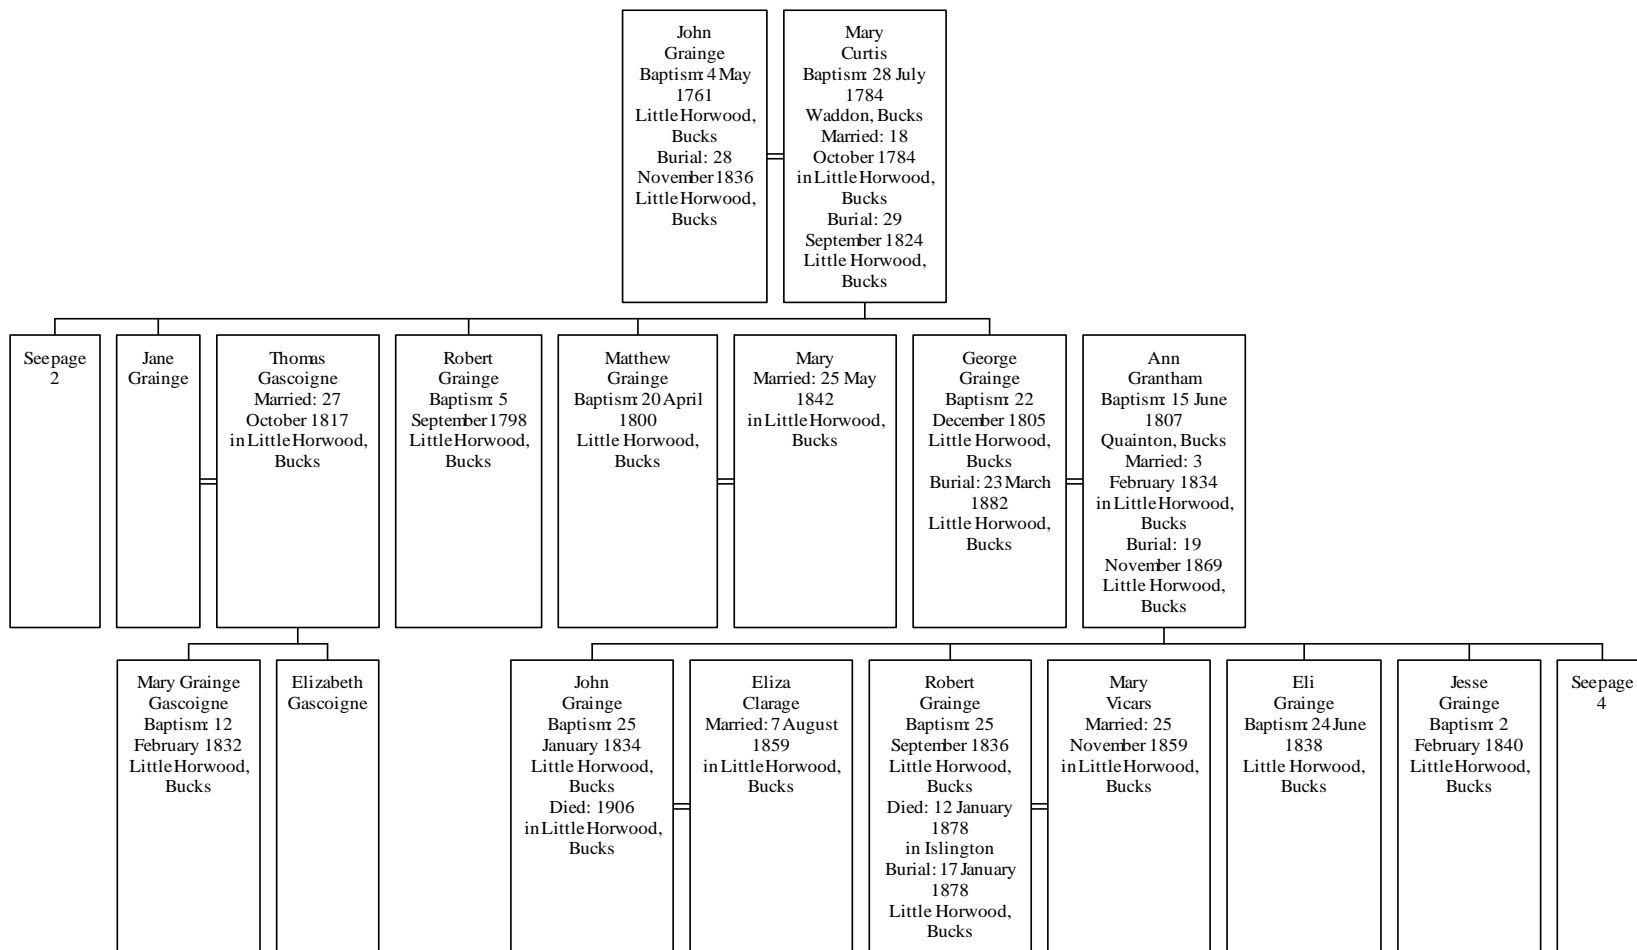 John
Grainge
Baptism: 4 May
1761
Little Horwood,
Bucks
Burial: 28
November 1836
Little Horwood,
Bucks
Mary
Curtis
Baptism: 28 July
1784
Waddon, Bucks
Married: 18
October 1784
in Little Horwood,
Bucks
Burial: 29
September 1824
Little Horwood,
Bucks
See page
2
Jane
Grainge
Thomas
Gascoigne
Married: 27
October 1817
in Little Horwood,
Bucks
Robert
Grainge
Baptism: 5
September 1798
Little Horwood,
Bucks
Matthew
Grainge
Baptism: 20 April
1800
Little Horwood,
Bucks
Mary
Married: 25 May
1842
in Little Horwood,
Bucks
George
Grainge
Baptism: 22
December 1805
Little Horwood,
Bucks
Burial: 23 March
1882
Little Horwood,
Bucks
Ann
Grantham
Baptism: 15 June
1807
Quainton, Bucks
Married: 3
February 1834
in Little Horwood,
Bucks
Burial: 19
November 1869
Little Horwood,
Bucks
Mary Grainge
Gascoigne
Baptism: 12
February 1832
Little Horwood,
Bucks
Elizabeth
Gascoigne
John
Grainge
Baptism: 25
January 1834
Little Horwood,
Bucks
Died: 1906
in Little Horwood,
Bucks
Eliza
Clarage
Married: 7 August
1859
in Little Horwood,
Bucks
Robert
Grainge
Baptism: 25
September 1836
Little Horwood,
Bucks
Died: 12 January
1878
in Islington
Burial: 17 January
1878
Little Horwood,
Bucks
Mary
Vicars
Married: 25
November 1859
in Little Horwood,
Bucks
Eli
Grainge
Baptism: 24 June
1838
Little Horwood,
Bucks
Jesse
Grainge
Baptism: 2
February 1840
Little Horwood,
Bucks
See page
4